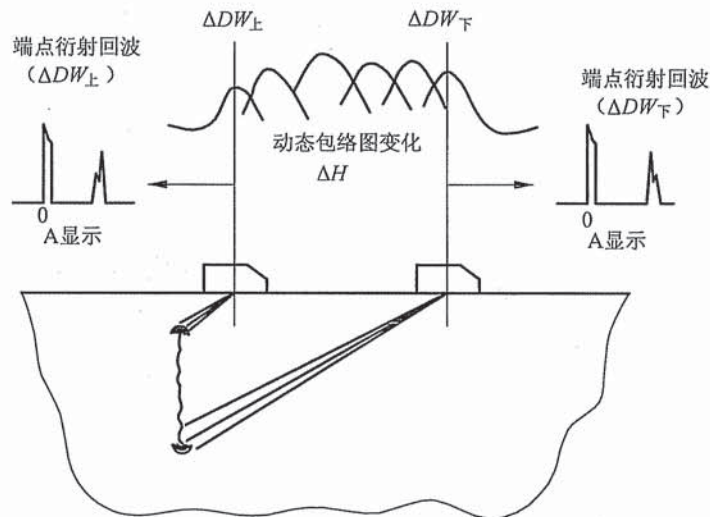 ΔDW上
ΔDW下
端点衍射回波
(ΔDW上)
端点衍射回波
(ΔDW下)
动态包络图变化
ΔH
0
A显示
0
A显示